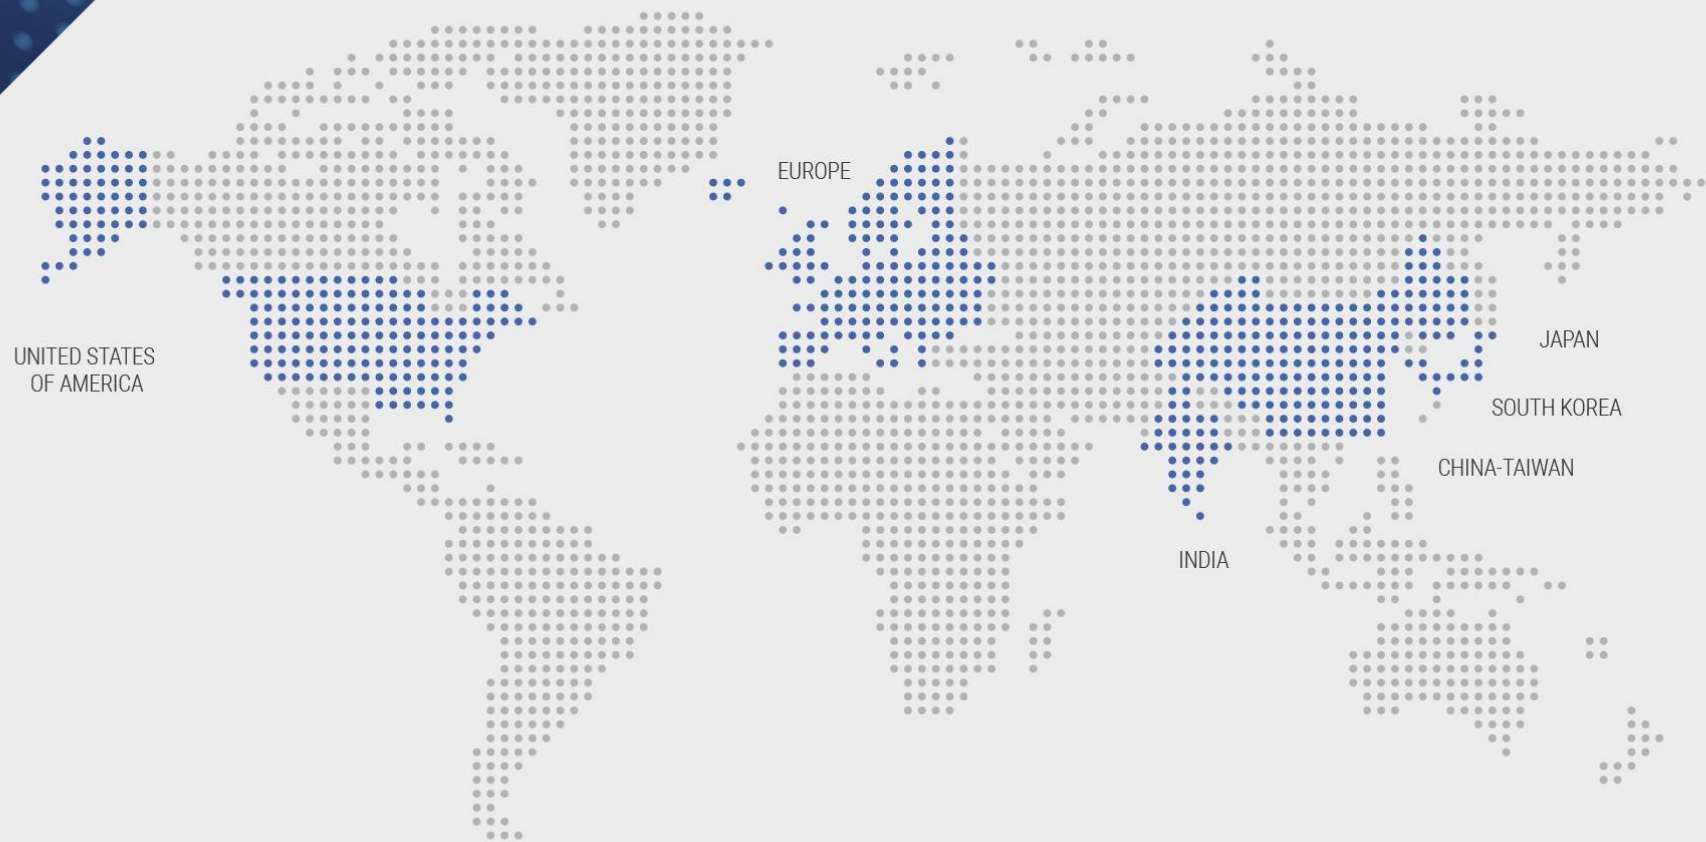 EUROPE
UNITED STATES
OF AMERICA
JAPAN
SOUTH KOREA
CHINA-TAIWAN
INDIA